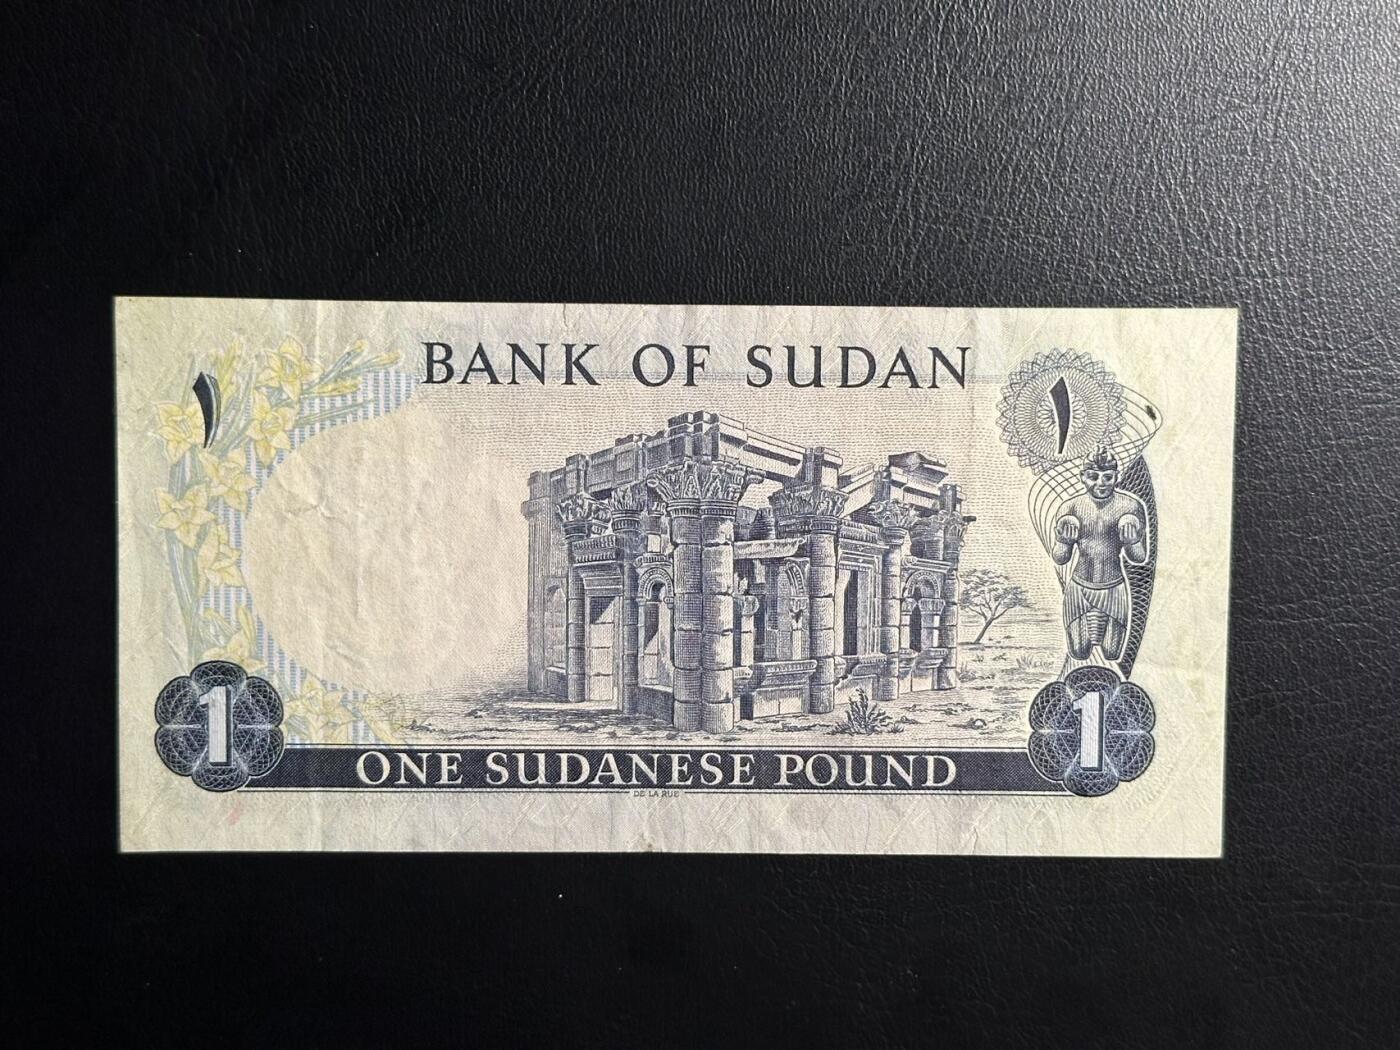 BANK OF SUDAN
١
١
1
1
ONE SUDANESE POUND
DE LA RUE